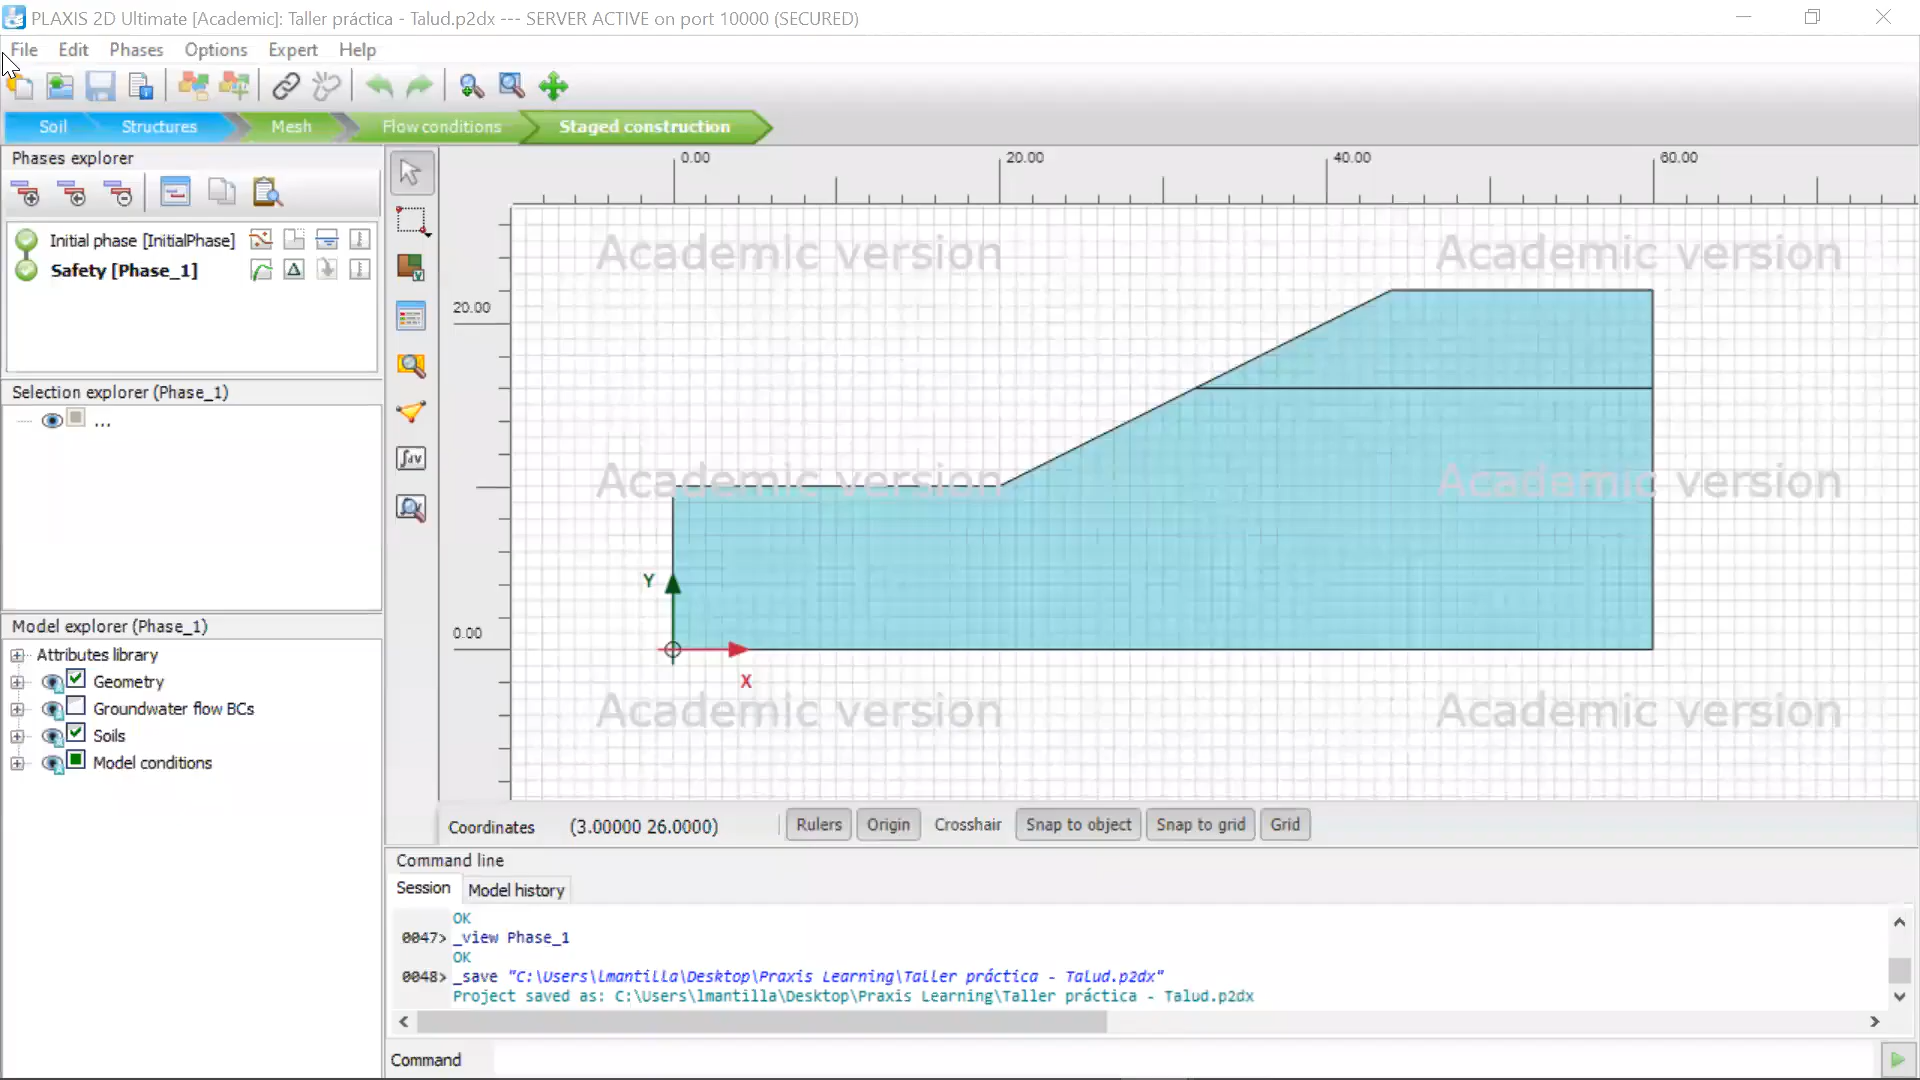 PLAXIS 2D Ultimate [Academic]: Taller práctica - Talud.p2dx --- SERVER ACTIVE on port 10000 (SECURED)
File Edit Phases Options Expert Help
Soil Structures Mesh Flow conditions Staged construction
Phases explorer
Initial phase [InitialPhase]
Safety [Phase_1]
Selection explorer (Phase_1)
...
Model explorer (Phase_1)
Attributes library
Geometry
Groundwater flow BCs
Soils
Model conditions
0.00 20.00 40.00 60.00
20.00
0.00
Academic version Academic version
Academic version Academic version
Academic version Academic version
Y
X
Coordinates (3.00000 26.0000) Rulers Origin Crosshair Snap to object Snap to grid Grid
Command line
Session Model history
OK
0047> _view Phase_1
OK
0048> _save "C:\Users\lmantilla\Desktop\Praxis Learning\Taller práctica - Talud.p2dx"
Project saved as: C:\Users\lmantilla\Desktop\Praxis Learning\Taller práctica - Talud.p2dx
Command